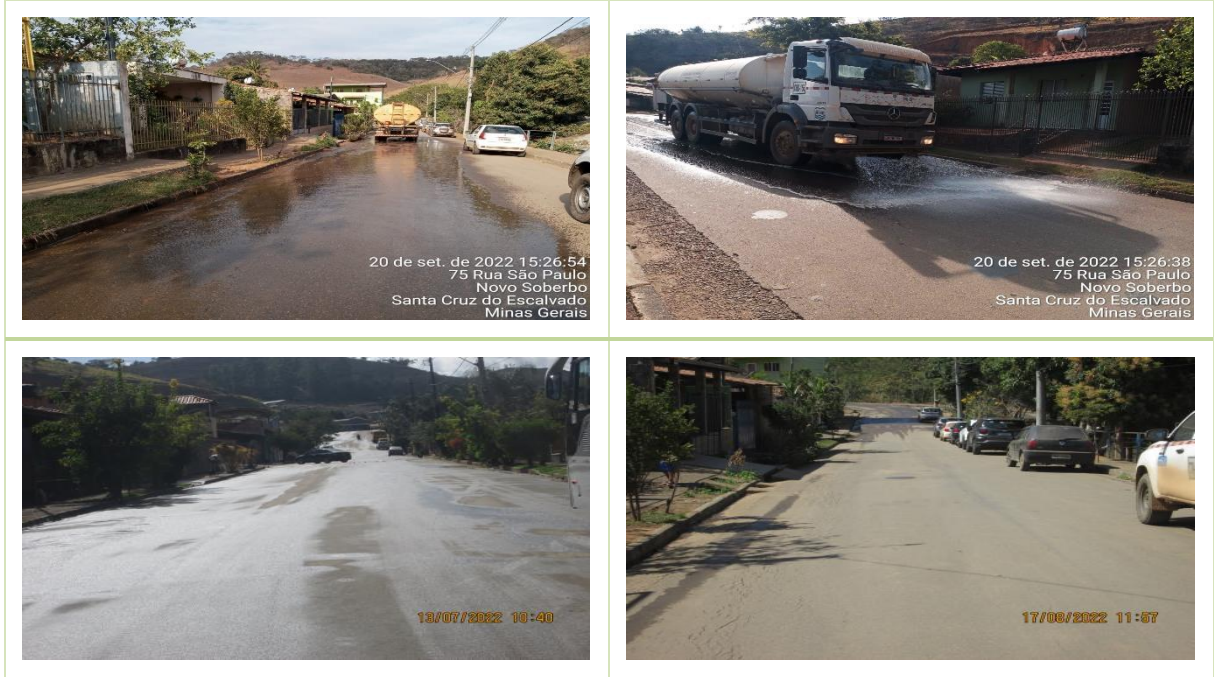 20 de set. de 2022 15:26:54
75 Rua São Paulo
Novo Soberbo
Santa Cruz do Escalvado
Minas Gerais
20 de set. de 2022 15:26:38
75 Rua São Paulo
Novo Soberbo
Santa Cruz do Escalvado
Minas Gerais
13/07/2022 10:40
17/08/2022 11:57